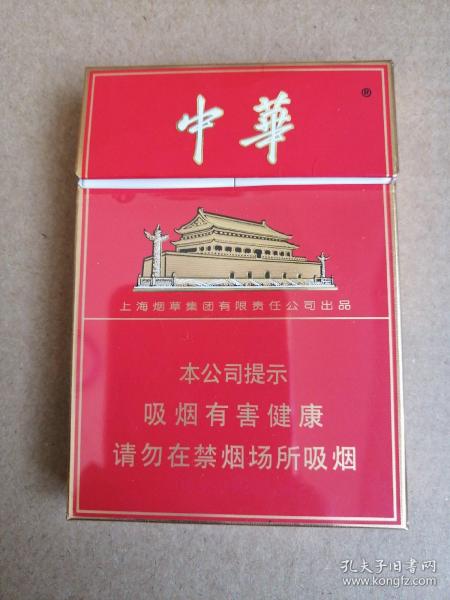 中華
®
上海烟草集团有限责任公司出品
本公司提示
吸烟有害健康
请勿在禁烟场所吸烟
孔夫子旧书网
www.kongfz.com